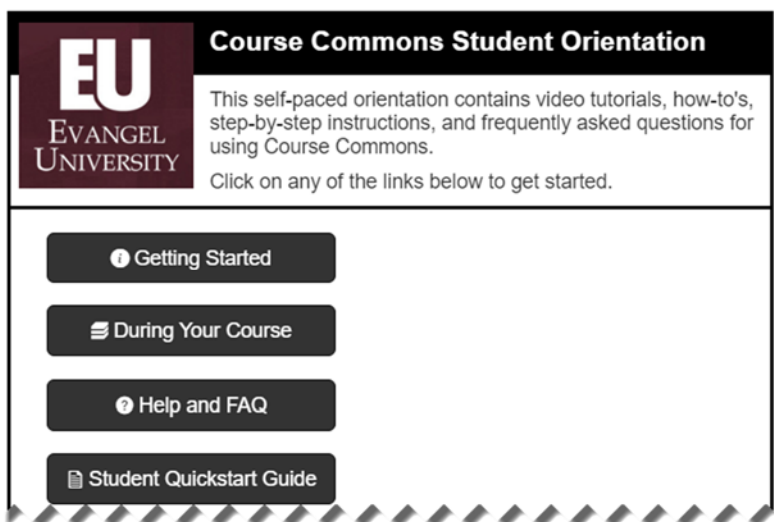 EU
EVANGEL
UNIVERSITY
Course Commons Student Orientation
This self-paced orientation contains video tutorials, how-to's,
step-by-step instructions, and frequently asked questions for
using Course Commons.
Click on any of the links below to get started.
Getting Started
During Your Course
Help and FAQ
Student Quickstart Guide